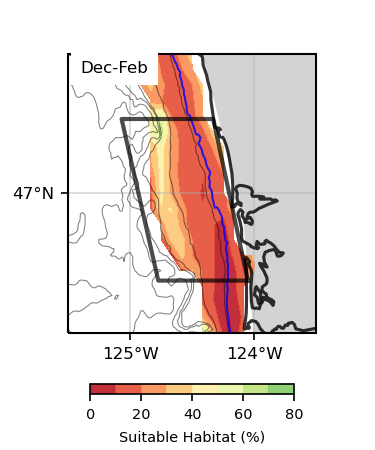 Dec-Feb
47°N
125°W 124°W
0 20 40 60 80
Suitable Habitat (%)